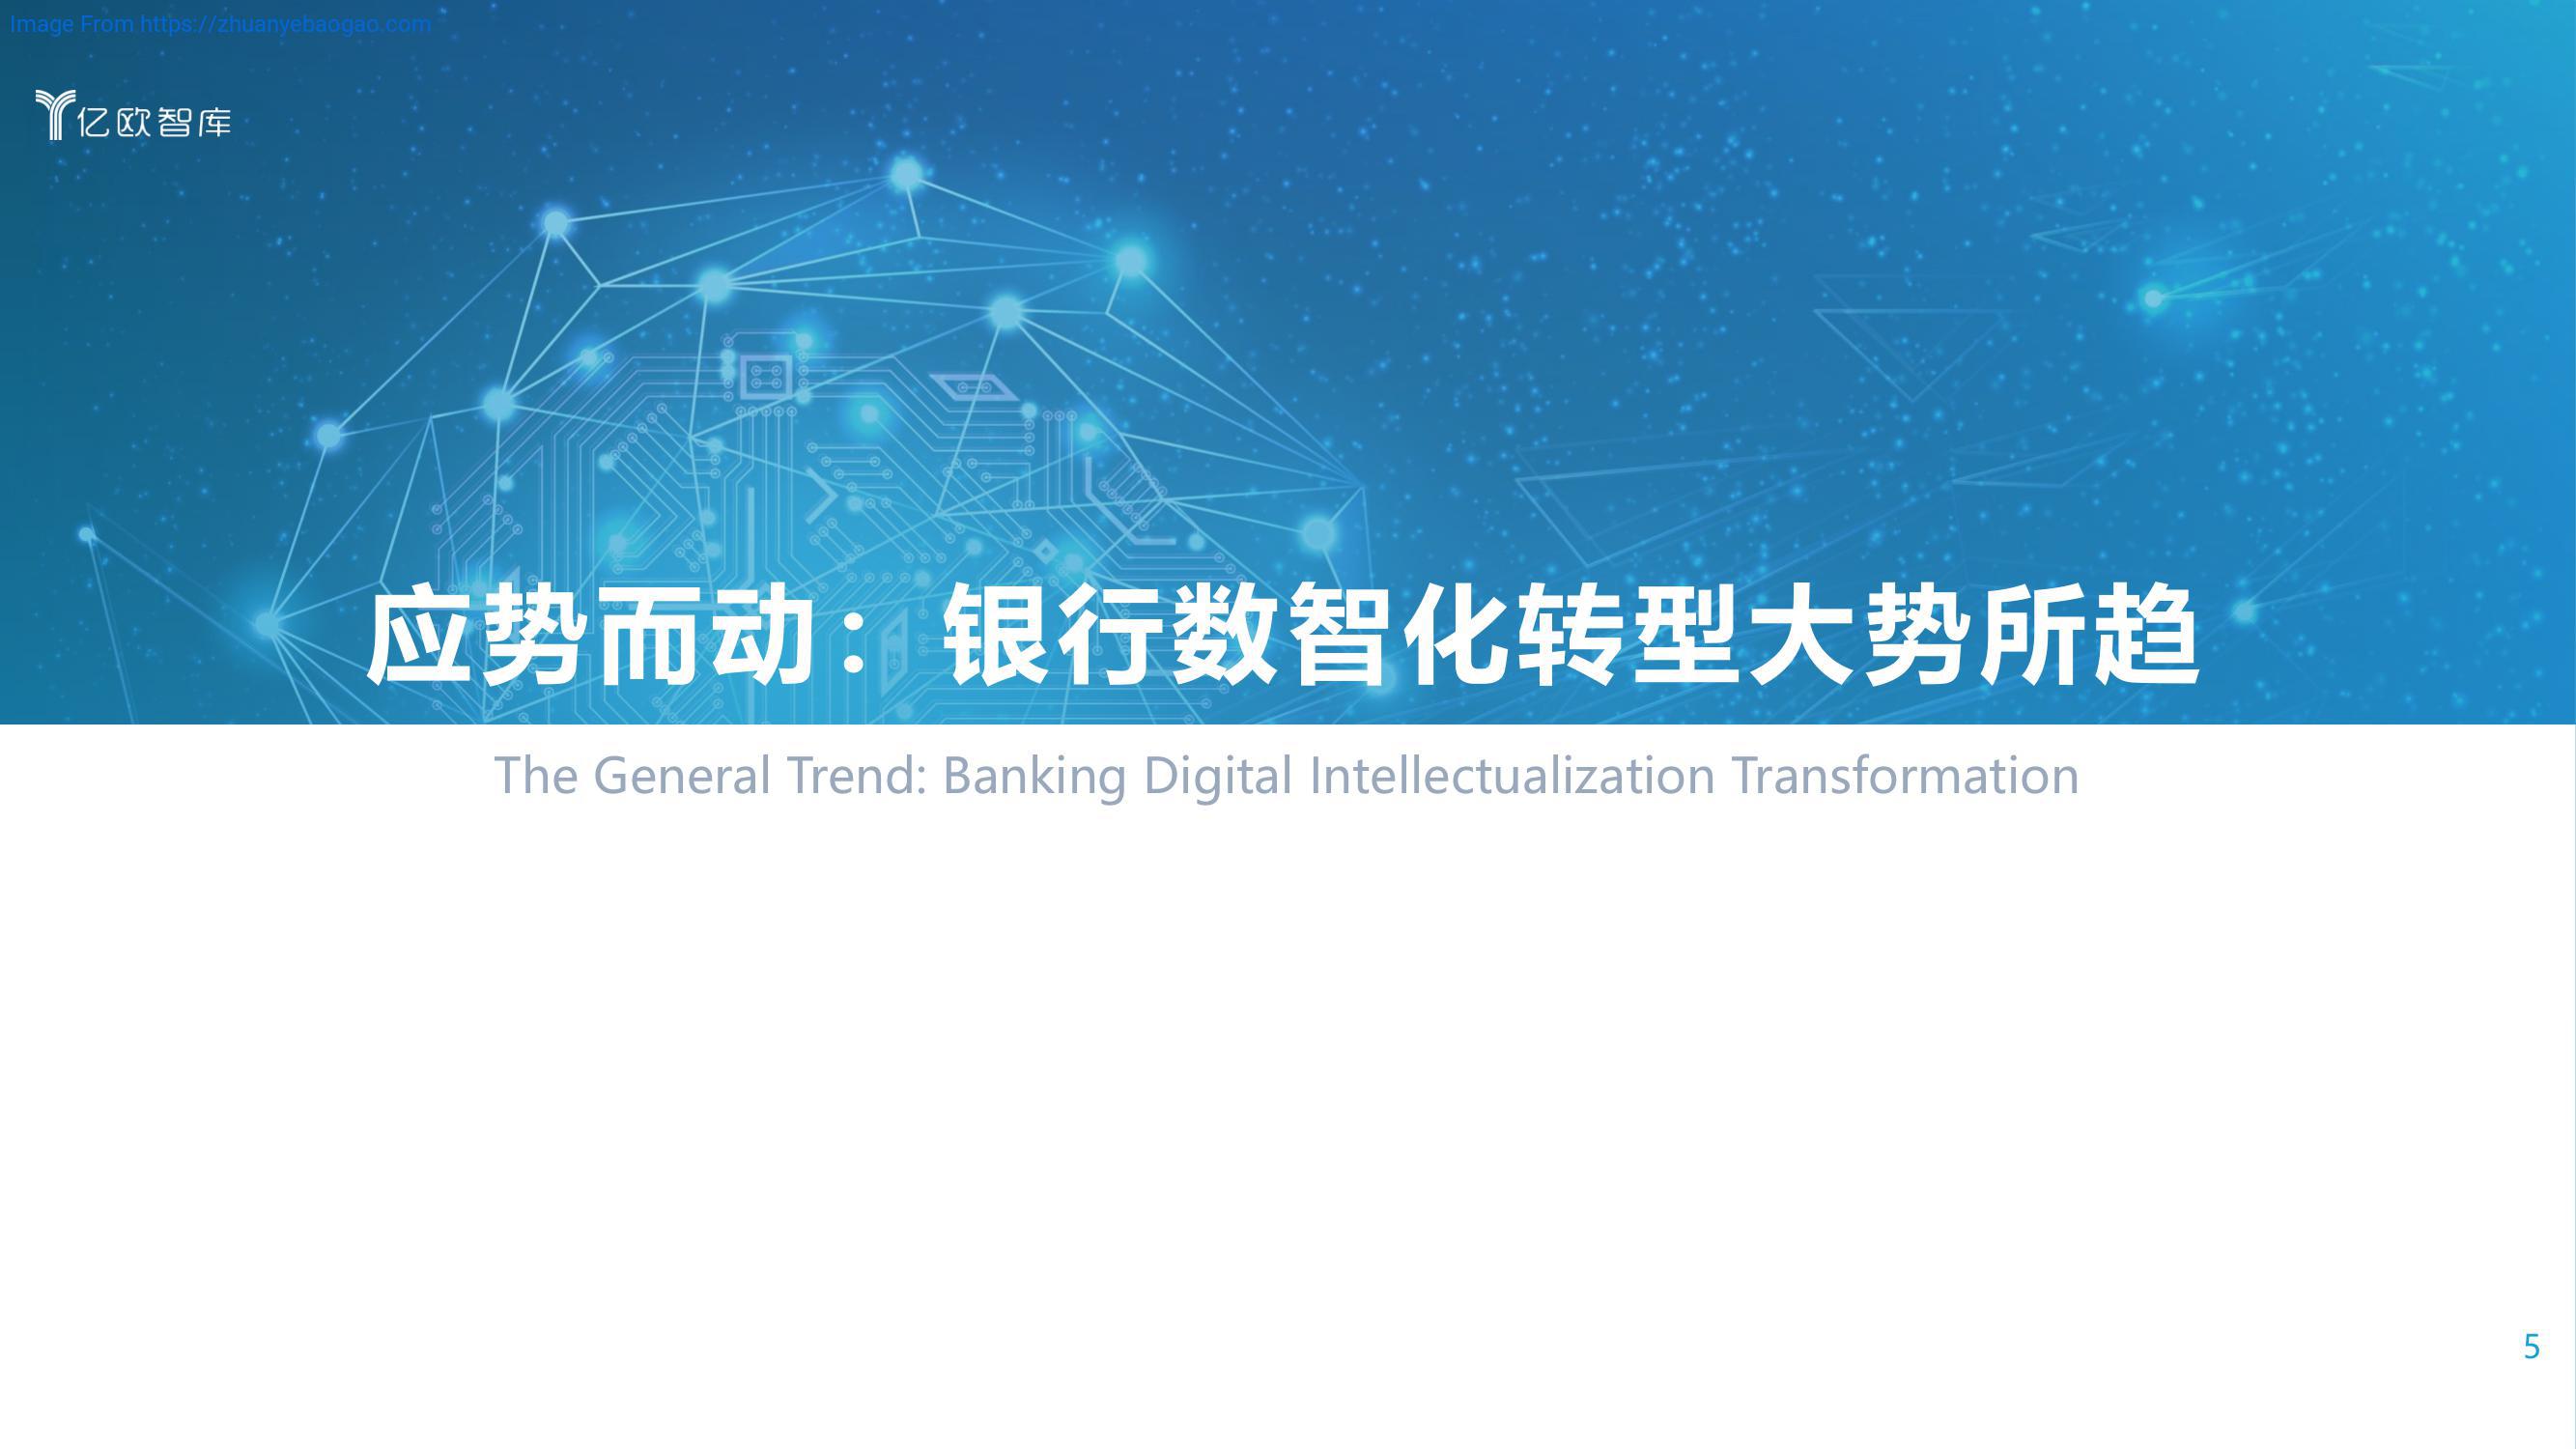 Image From https://zhuanyebaogao.com
亿欧智库
应势而动：银行数智化转型大势所趋
The General Trend: Banking Digital Intellectualization Transformation
5